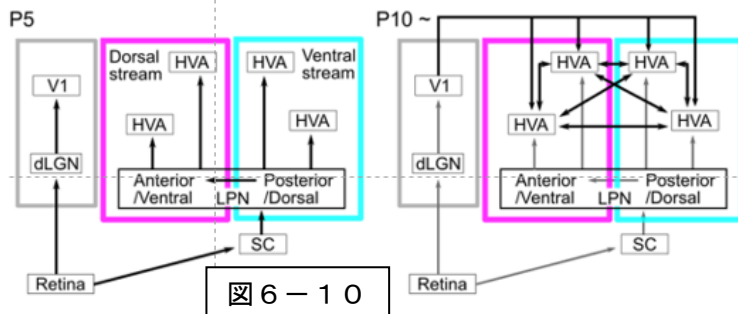 P5
Dorsal
stream
HVA
HVA
Ventral
stream
V1
HVA
HVA
dLGN
Anterior
/Ventral
LPN
Posterior
/Dorsal
SC
Retina
図6-10
P10 ~
HVA
HVA
V1
HVA
HVA
dLGN
Anterior
/Ventral
LPN
Posterior
/Dorsal
SC
Retina